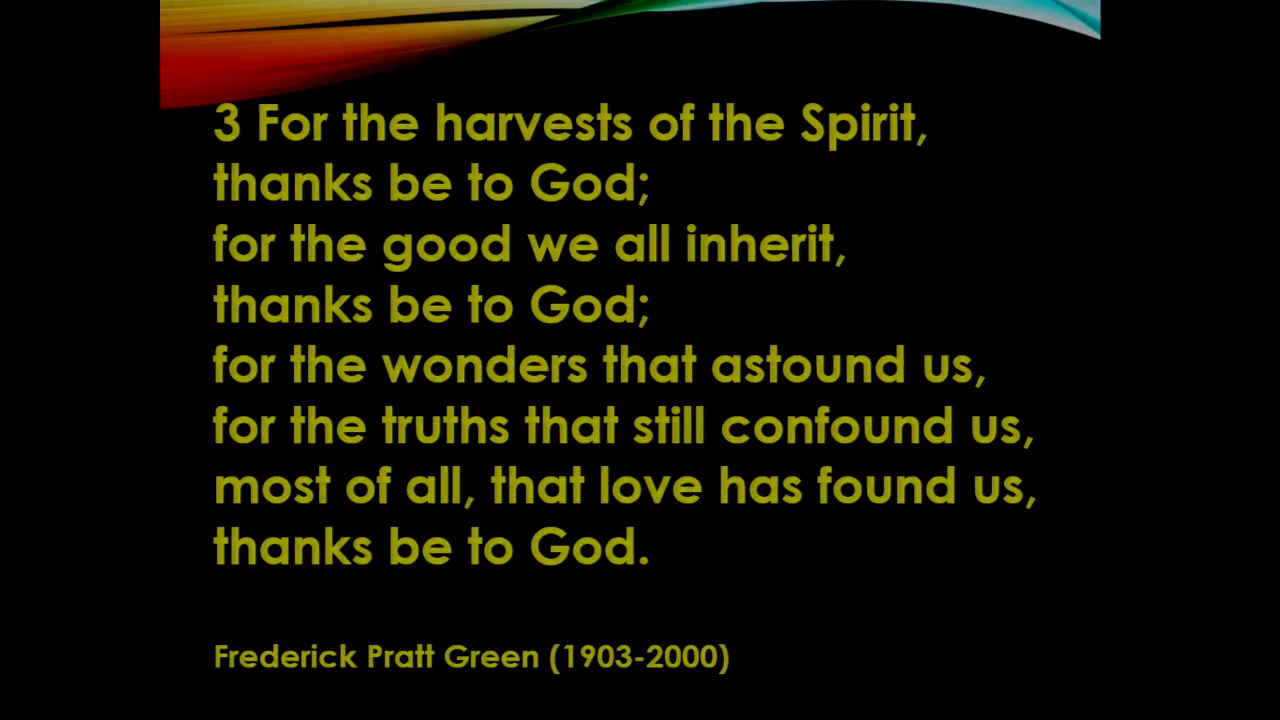 3 For the harvests of the Spirit,
thanks be to God;
for the good we all inherit,
thanks be to God;
for the wonders that astound us,
for the truths that still confound us,
most of all, that love has found us,
thanks be to God.
Frederick Pratt Green (1903-2000)